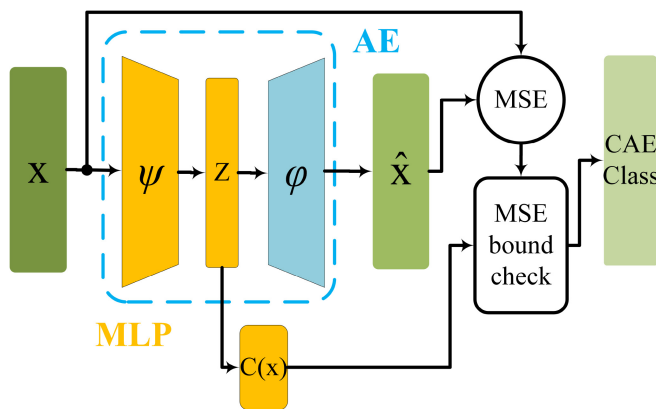 AE
MSE
X
ψ
Z
φ
X̂
CAE
Class
MSE
bound
check
MLP
C(x)